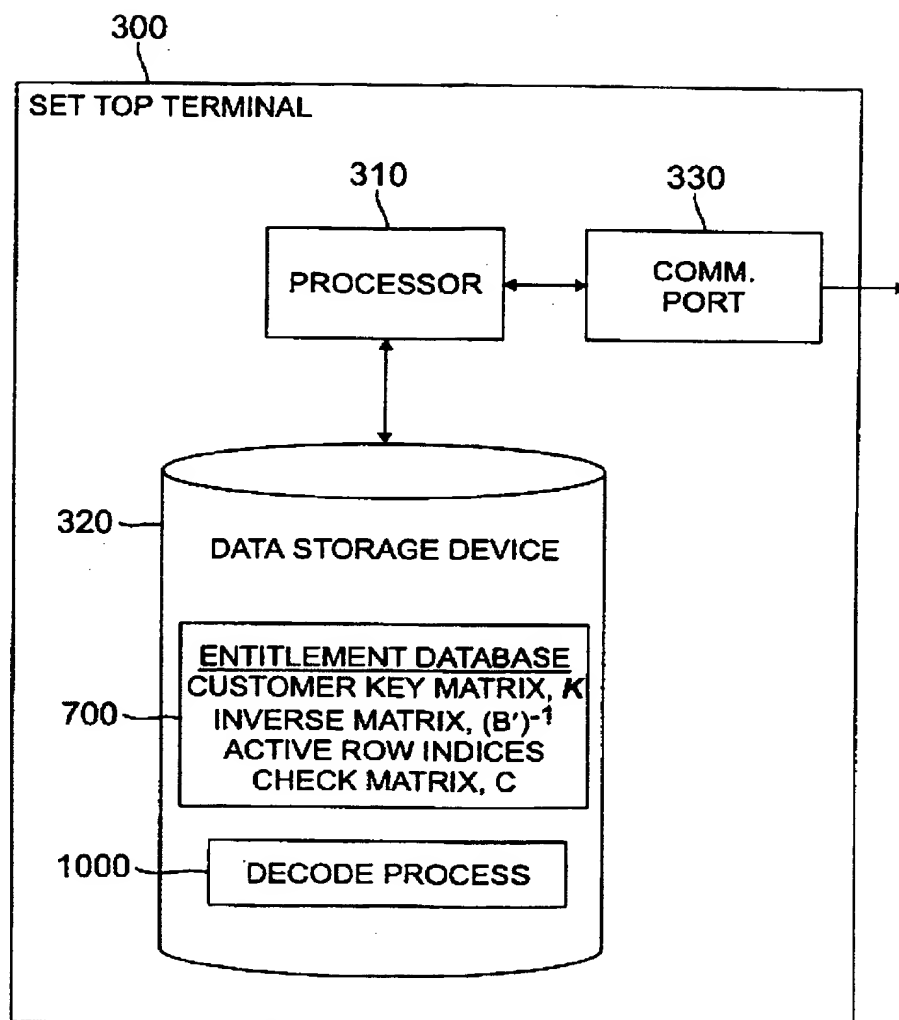 300
SET TOP TERMINAL
310
330
PROCESSOR
COMM.
PORT
320
DATA STORAGE DEVICE
ENTITLEMENT DATABASE
CUSTOMER KEY MATRIX, K
700
INVERSE MATRIX, (B')⁻¹
ACTIVE ROW INDICES
CHECK MATRIX, C
1000
DECODE PROCESS